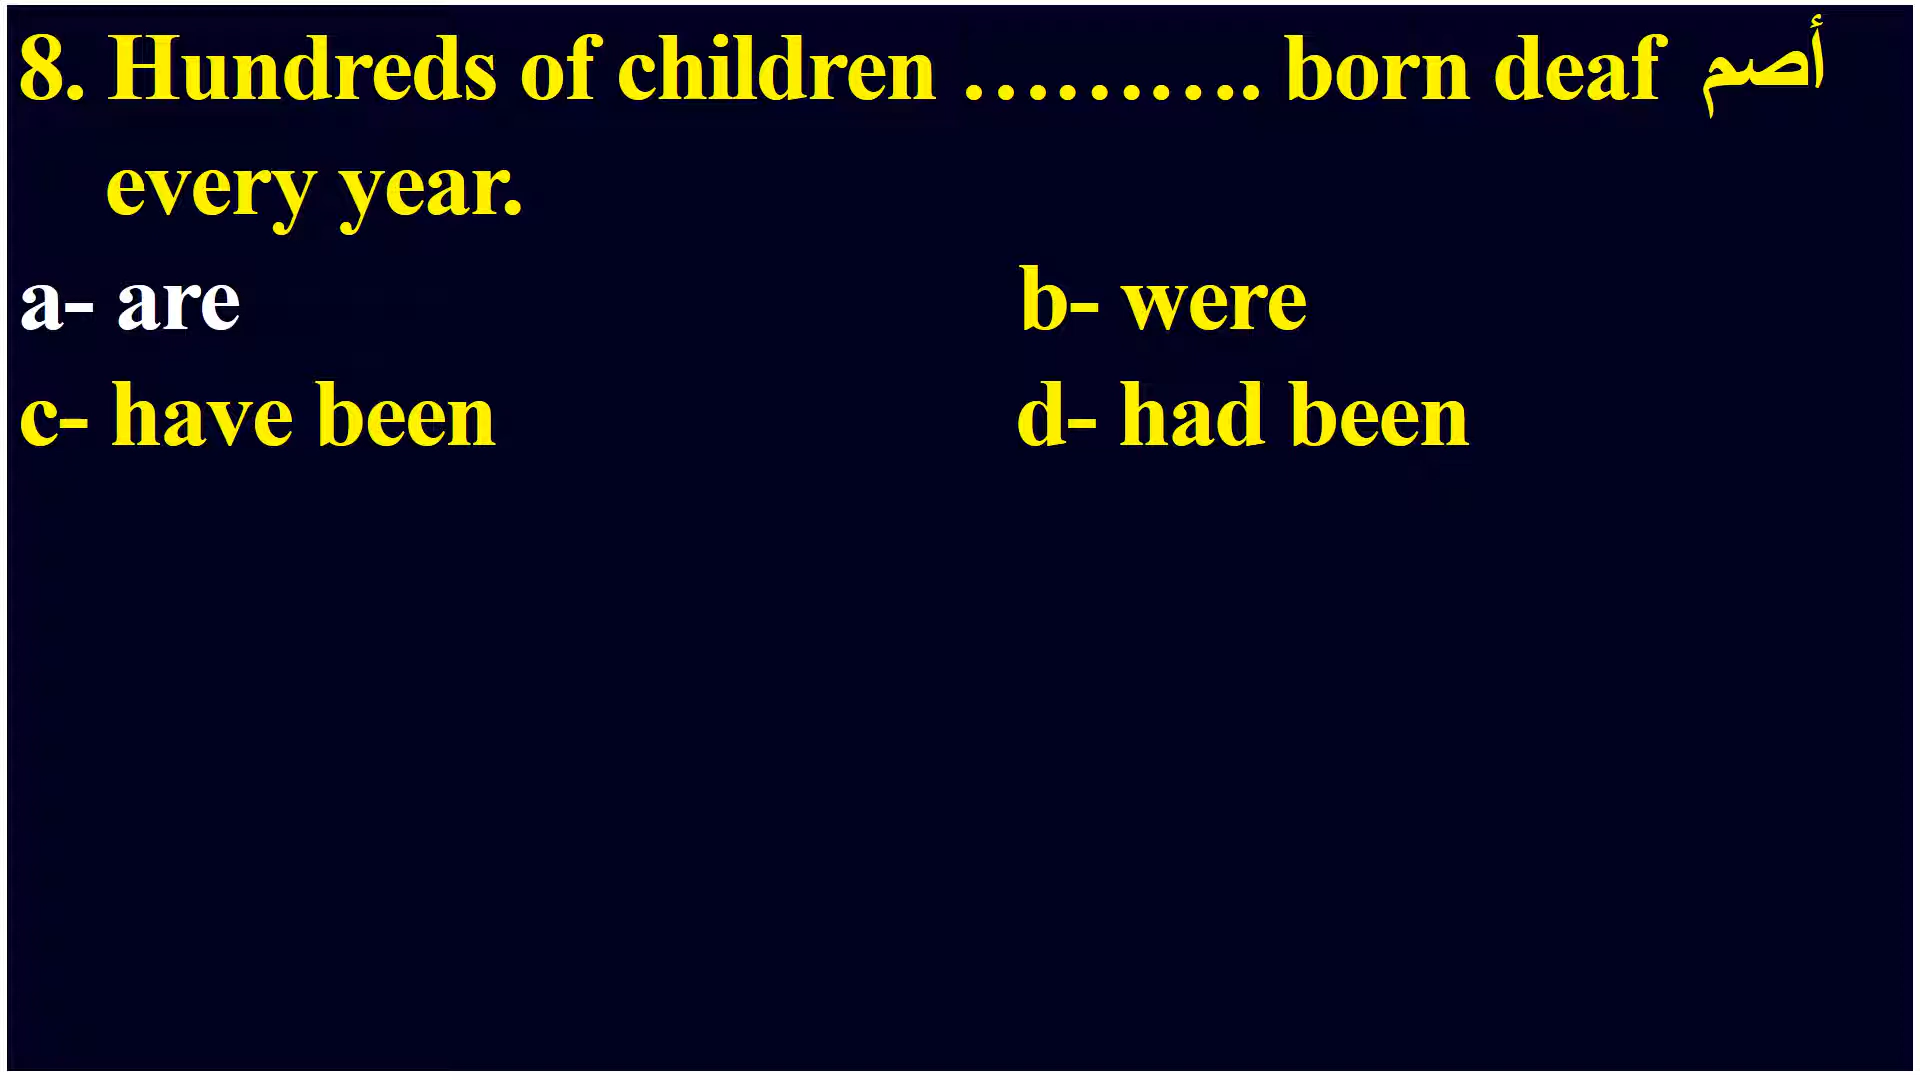 8. Hundreds of children ………. born deaf أصم
every year.
a- are b- were
c- have been d- had been